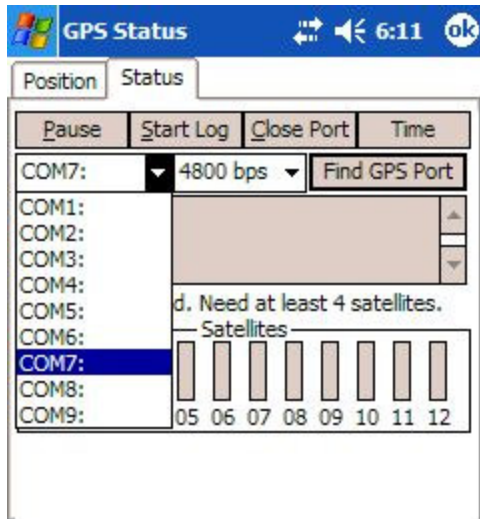 GPS Status 6:11 ok
Position Status
Pause Start Log Close Port Time
COM7: 4800 bps Find GPS Port
COM1:
COM2:
COM3:
COM4:
COM5:
COM6:
COM7:
COM8:
COM9:
d. Need at least 4 satellites.
Satellites
05 06 07 08 09 10 11 12